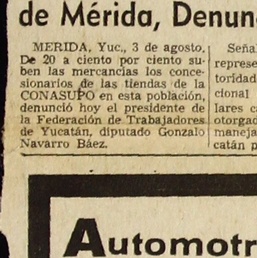 de Mérida, Denun
MERIDA, Yuc., 3 de agosto.
De 20 a ciento por ciento su-
ben las mercancías los conce-
sionarios de las tiendas de la
CONASUPO en esta población,
denunció hoy el presidente de
la Federación de Trabajadores
de Yucatán, diputado Gonzalo
Navarro Báez.
Seña
represe
toridad
cional
lares c
otorga
maneja
catán p
Automotr